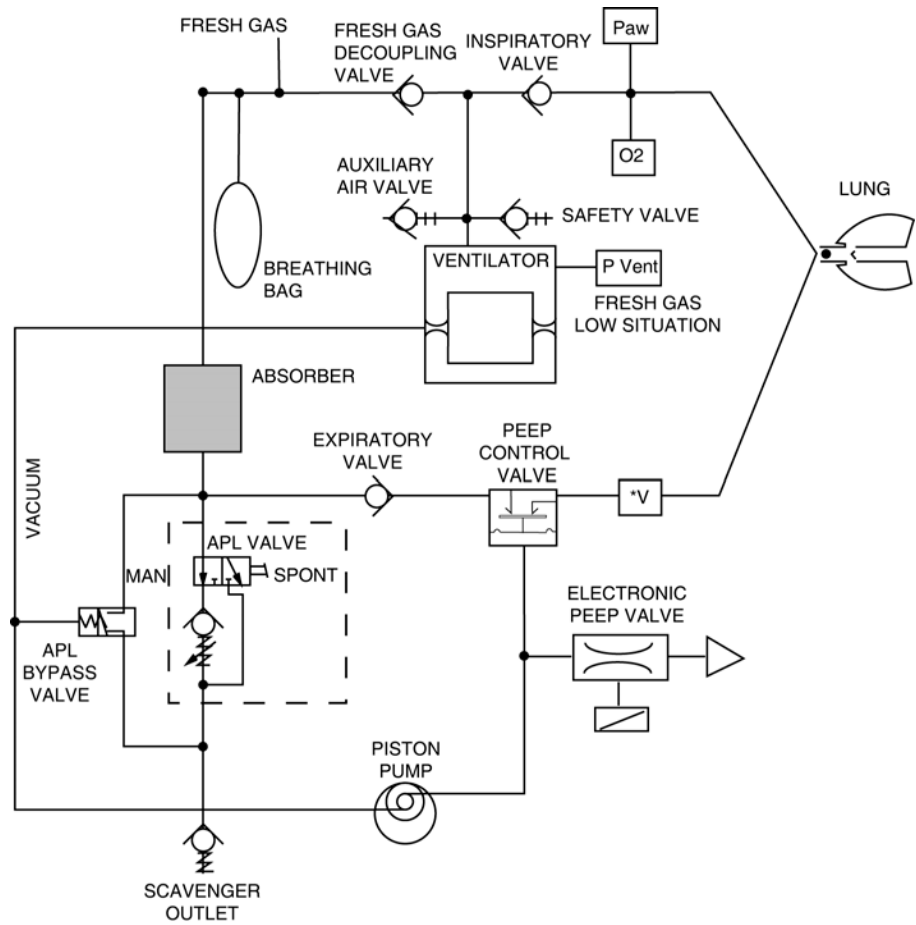 FRESH GAS
FRESH GAS
DECOUPLING
VALVE
INSPIRATORY
VALVE
Paw
O2
AUXILIARY
AIR VALVE
SAFETY VALVE
LUNG
BREATHING
BAG
VENTILATOR
P Vent
FRESH GAS
LOW SITUATION
ABSORBER
VACUUM
EXPIRATORY
VALVE
PEEP
CONTROL
VALVE
*V
APL VALVE
MAN
SPONT
APL
BYPASS
VALVE
ELECTRONIC
PEEP VALVE
PISTON
PUMP
SCAVENGER
OUTLET